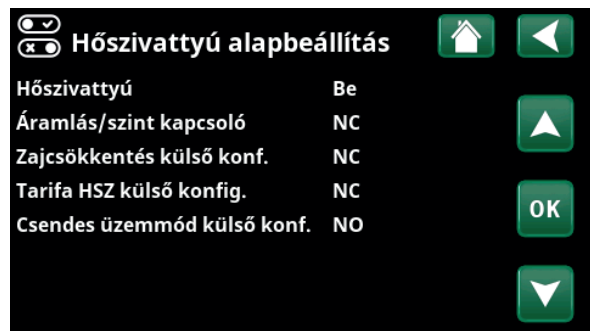 Hőszivattyú alapbeállítás
Hőszivattyú Be
Áramlás/szint kapcsoló NC
Zajcsökkentés külső konf. NC
Tarifa HSZ külső konfig. NC
OK
Csendes üzemmód külső konf. NO